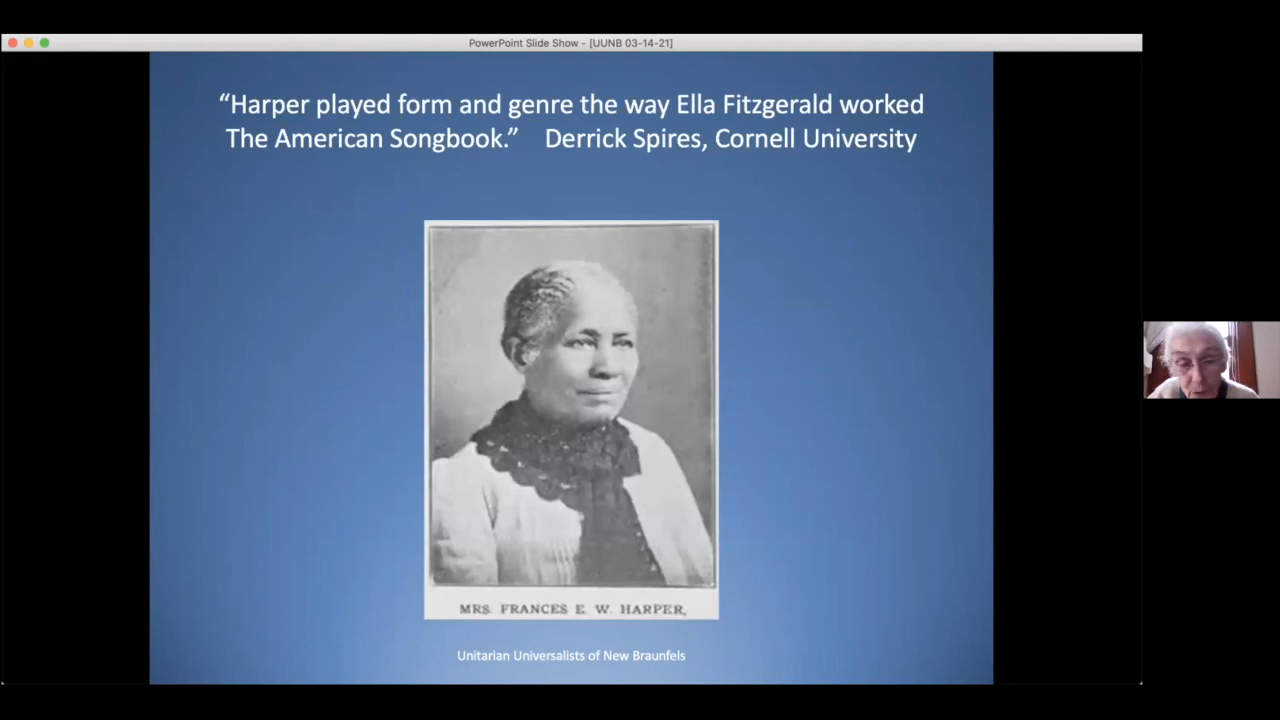 PowerPoint Slide Show - [UUNB 03-14-21]
“Harper played form and genre the way Ella Fitzgerald worked
The American Songbook.” Derrick Spires, Cornell University
MRS. FRANCES E. W. HARPER,
Unitarian Universalists of New Braunfels